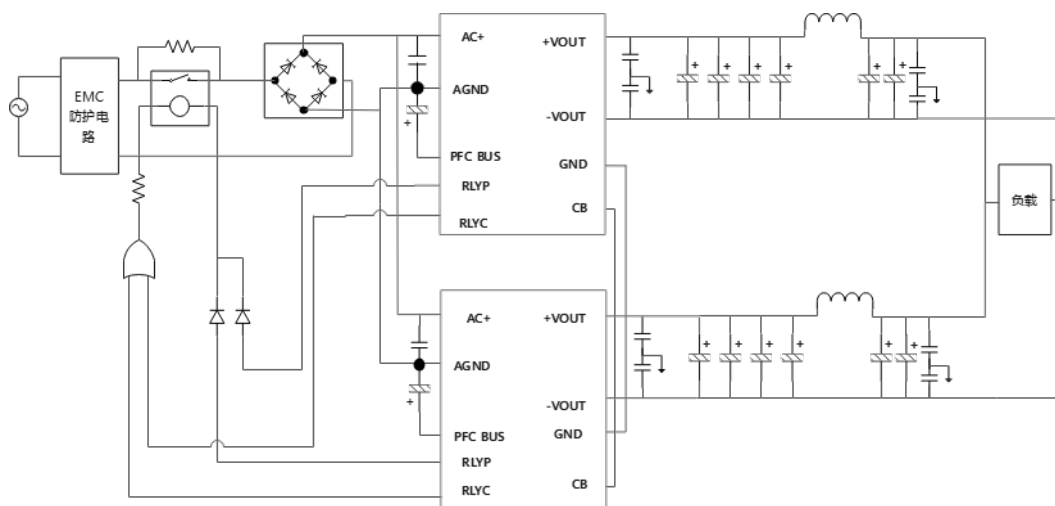 EMC
防护电
路
AC+
AGND
PFC BUS
RLYP
RLYC
+VOUT
-VOUT
GND
CB
+
+
+
+
+
+
+
负载
AC+
AGND
PFC BUS
RLYP
RLYC
+VOUT
-VOUT
GND
CB
+
+
+
+
+
+
+